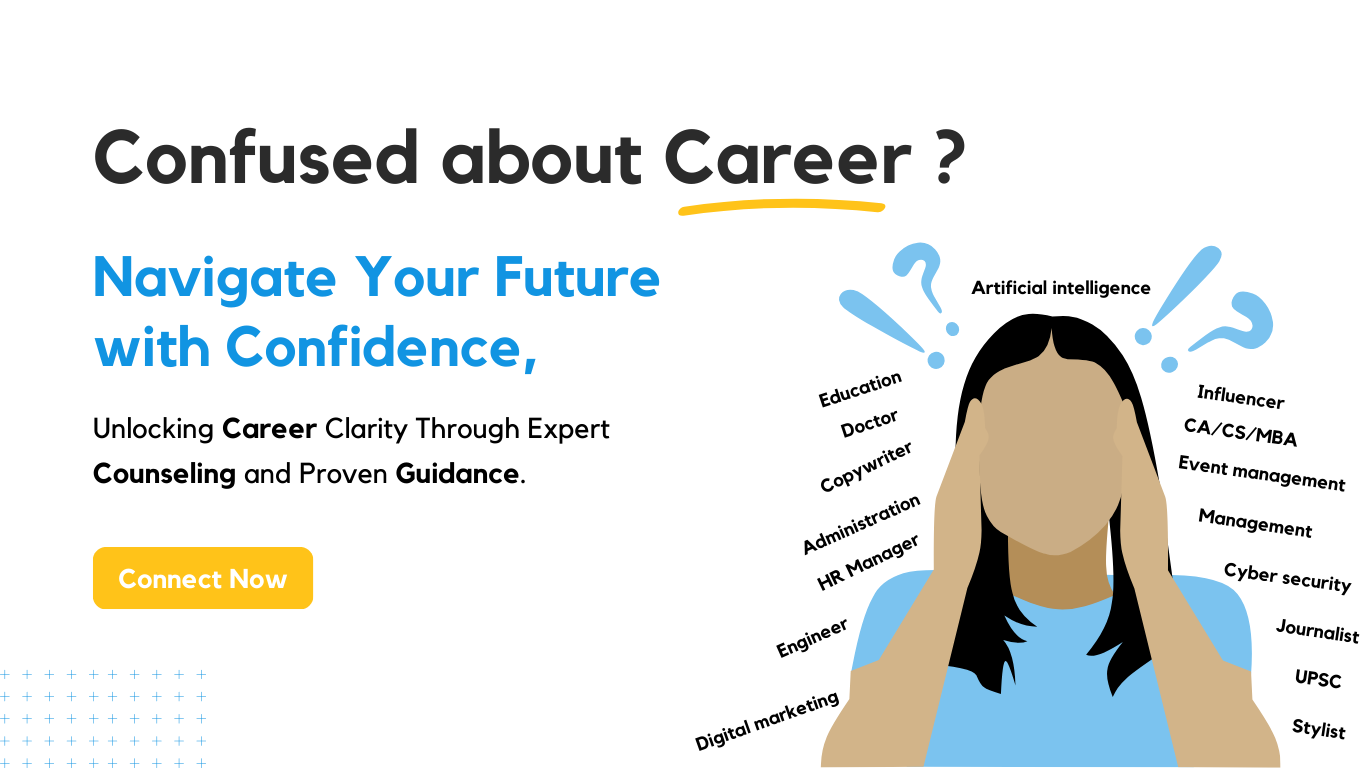 Confused about Career ?
Navigate Your Future
with Confidence,
Unlocking Career Clarity Through Expert
Counseling and Proven Guidance.
Connect Now
Artificial intelligence
Education
Doctor
Copywriter
Administration
HR Manager
Engineer
Digital marketing
Influencer
CA/CS/MBA
Event management
Management
Cyber security
Journalist
UPSC
Stylist